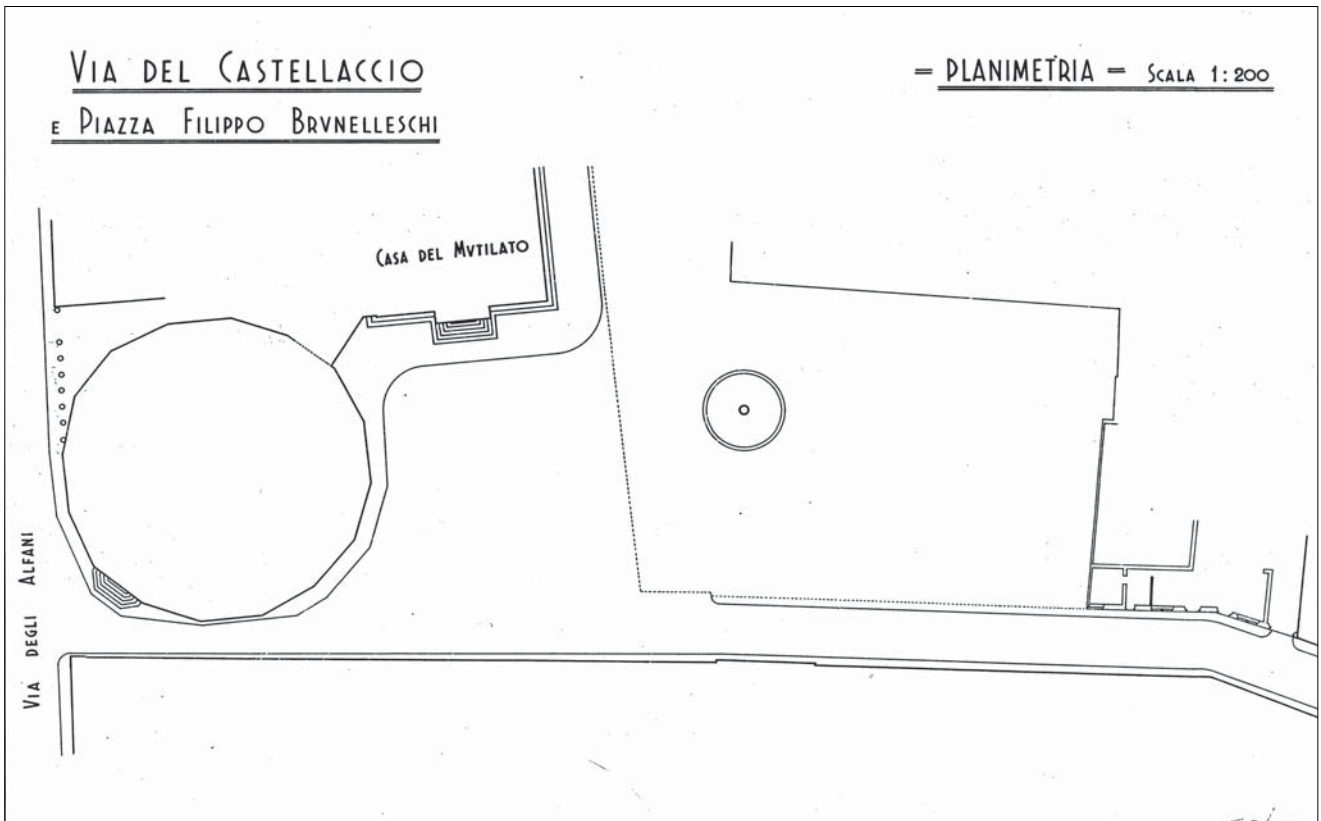 VIA DEL CASTELLACCIO
E PIAZZA FILIPPO BRVNELLESCHI
= PLANIMETRIA = SCALA 1:200
CASA DEL MVTILATO
VIA DEGLI ALFANI